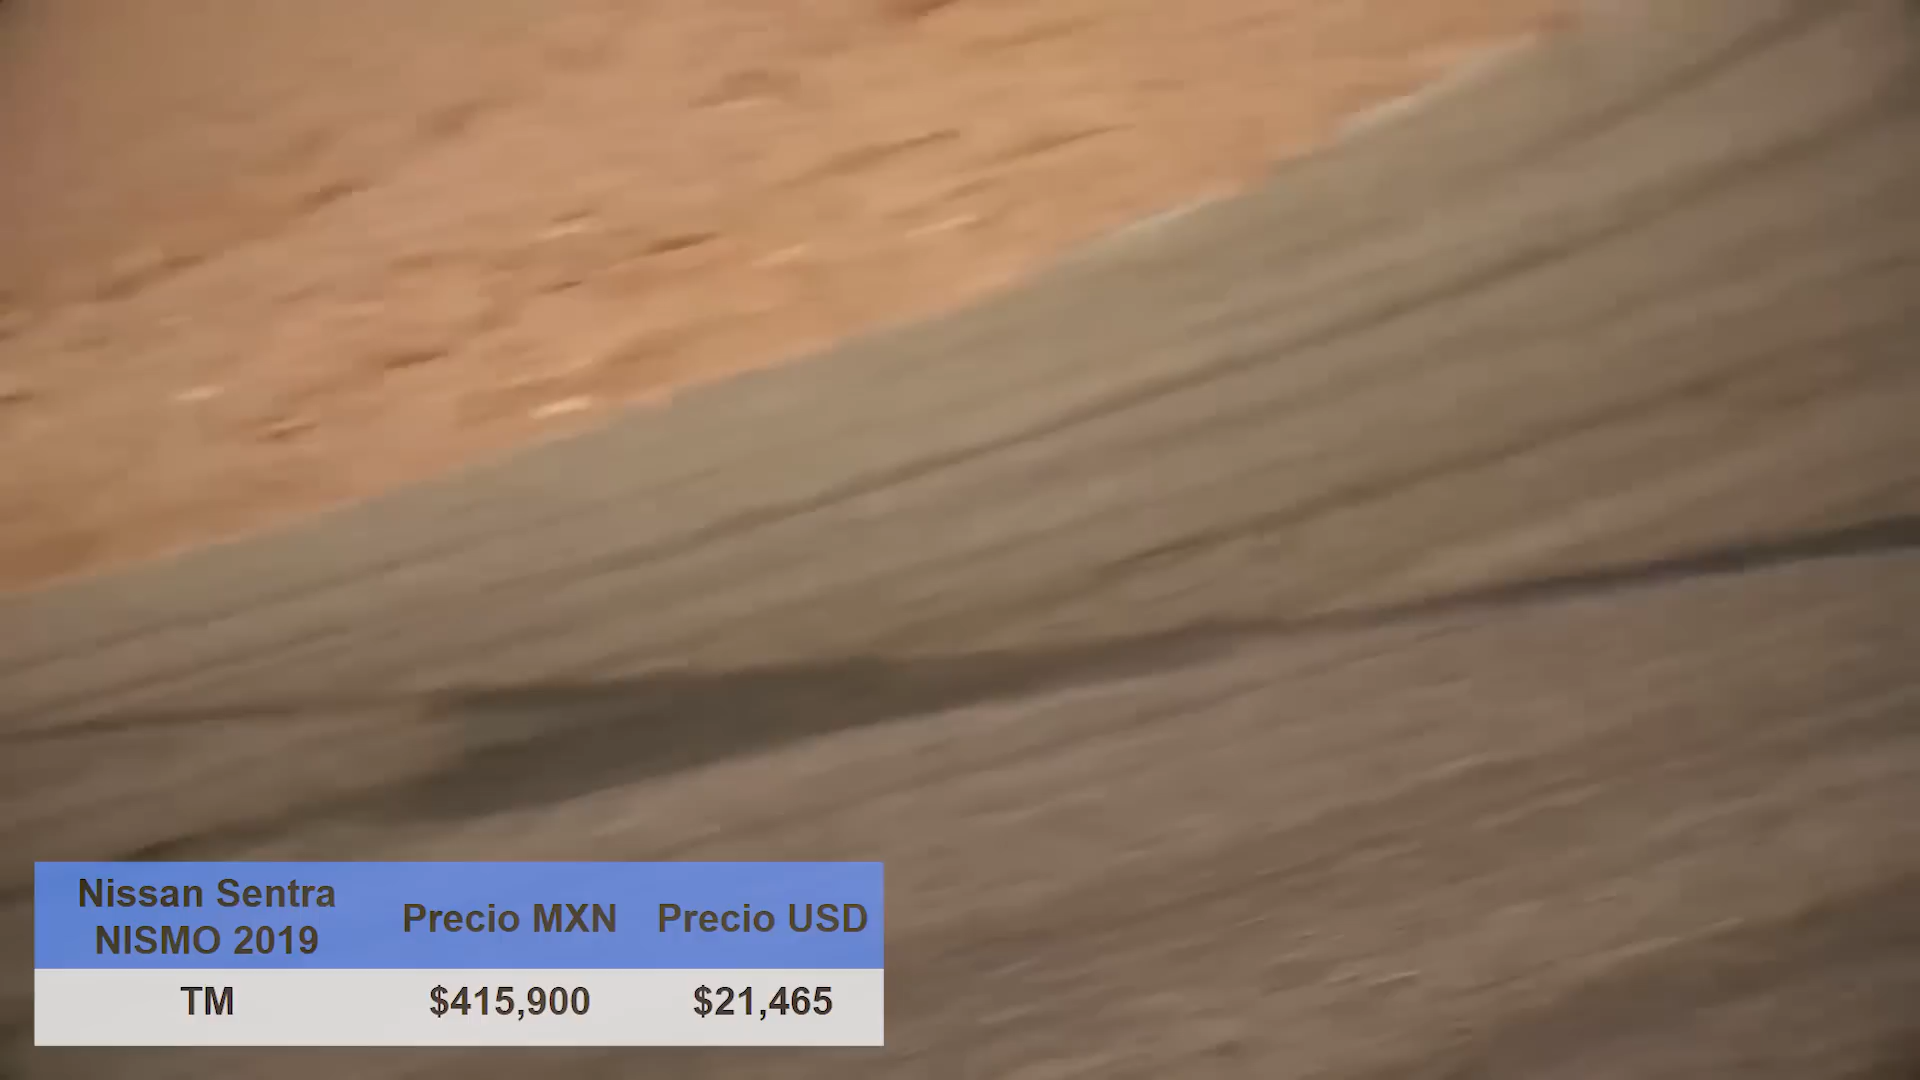 Nissan Sentra
NISMO 2019
Precio MXN
Precio USD
TM
$415,900
$21,465